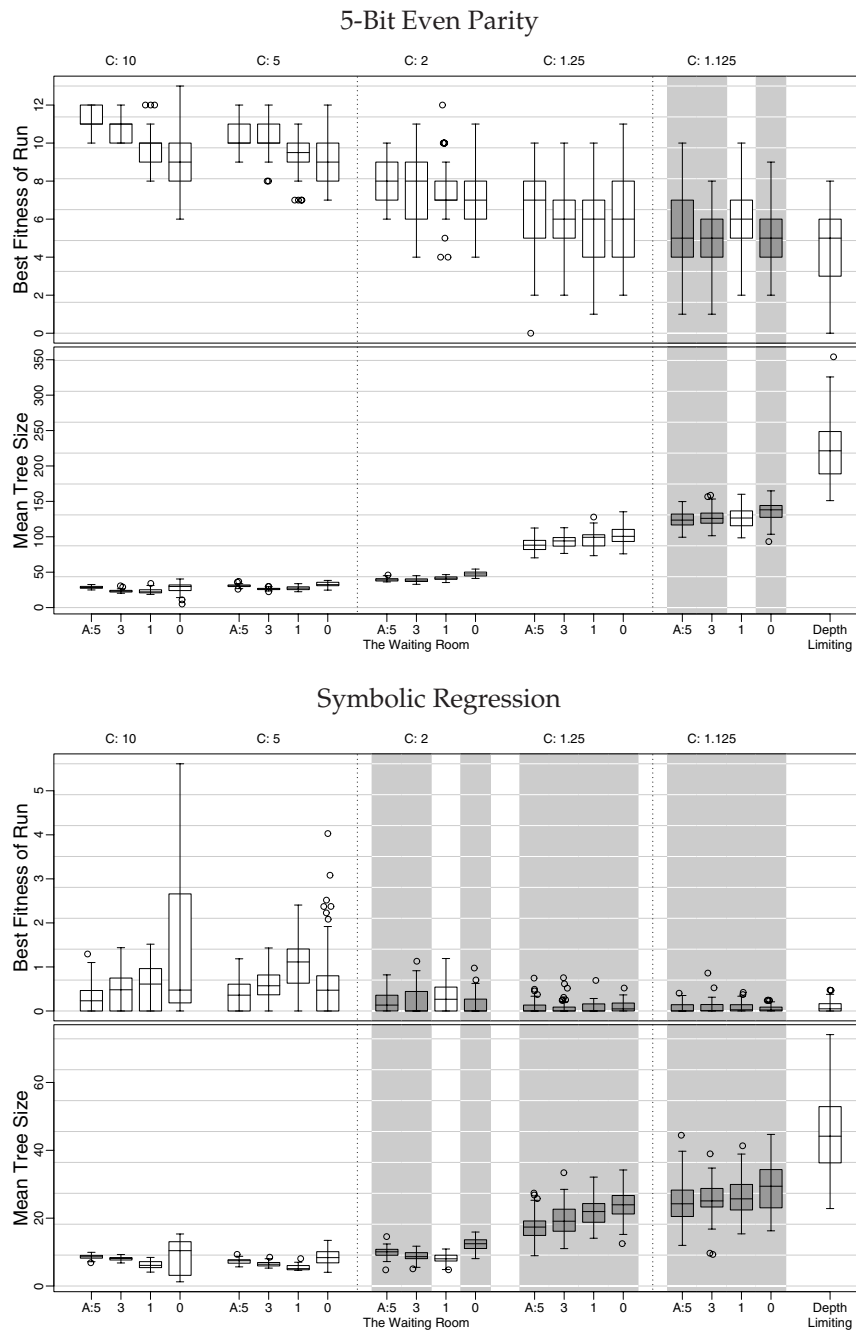 5-Bit Even Parity
C: 10 C: 5 C: 2 C: 1.25 C: 1.125
Best Fitness of Run
12
10
8
6
4
2
0
Mean Tree Size
350
300
250
200
150
100
50
0
A:5 3 1 0 A:5 3 1 0 A:5 3 1 0 A:5 3 1 0 A:5 3 1 0 Depth
The Waiting Room Limiting
Symbolic Regression
C: 10 C: 5 C: 2 C: 1.25 C: 1.125
Best Fitness of Run
5
4
3
2
1
0
Mean Tree Size
60
40
20
0
A:5 3 1 0 A:5 3 1 0 A:5 3 1 0 A:5 3 1 0 A:5 3 1 0 Depth
The Waiting Room Limiting